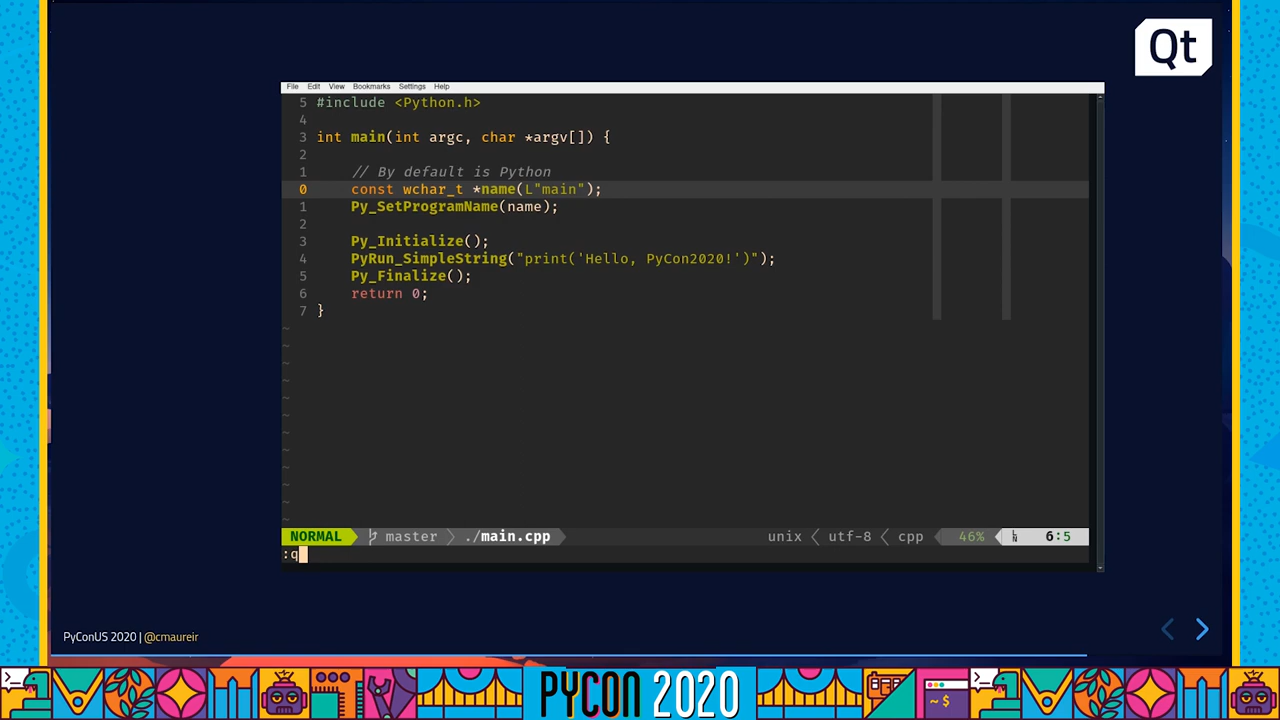 Qt
File Edit View Bookmarks Settings Help
5 #include <Python.h>
4
3 int main(int argc, char *argv[]) {
2
1 // By default is Python
0 const wchar_t *name(L"main");
1 Py_SetProgramName(name);
2
3 Py_Initialize();
4 PyRun_SimpleString("print('Hello, PyCon2020!')");
5 Py_Finalize();
6 return 0;
7 }
~
~
~
~
~
~
~
~
~
~
~
~
NORMAL master ./main.cpp unix utf-8 cpp 46% LN 6:5
:q
PyConUS 2020 | @cmaureir
PYCON 2020
~$